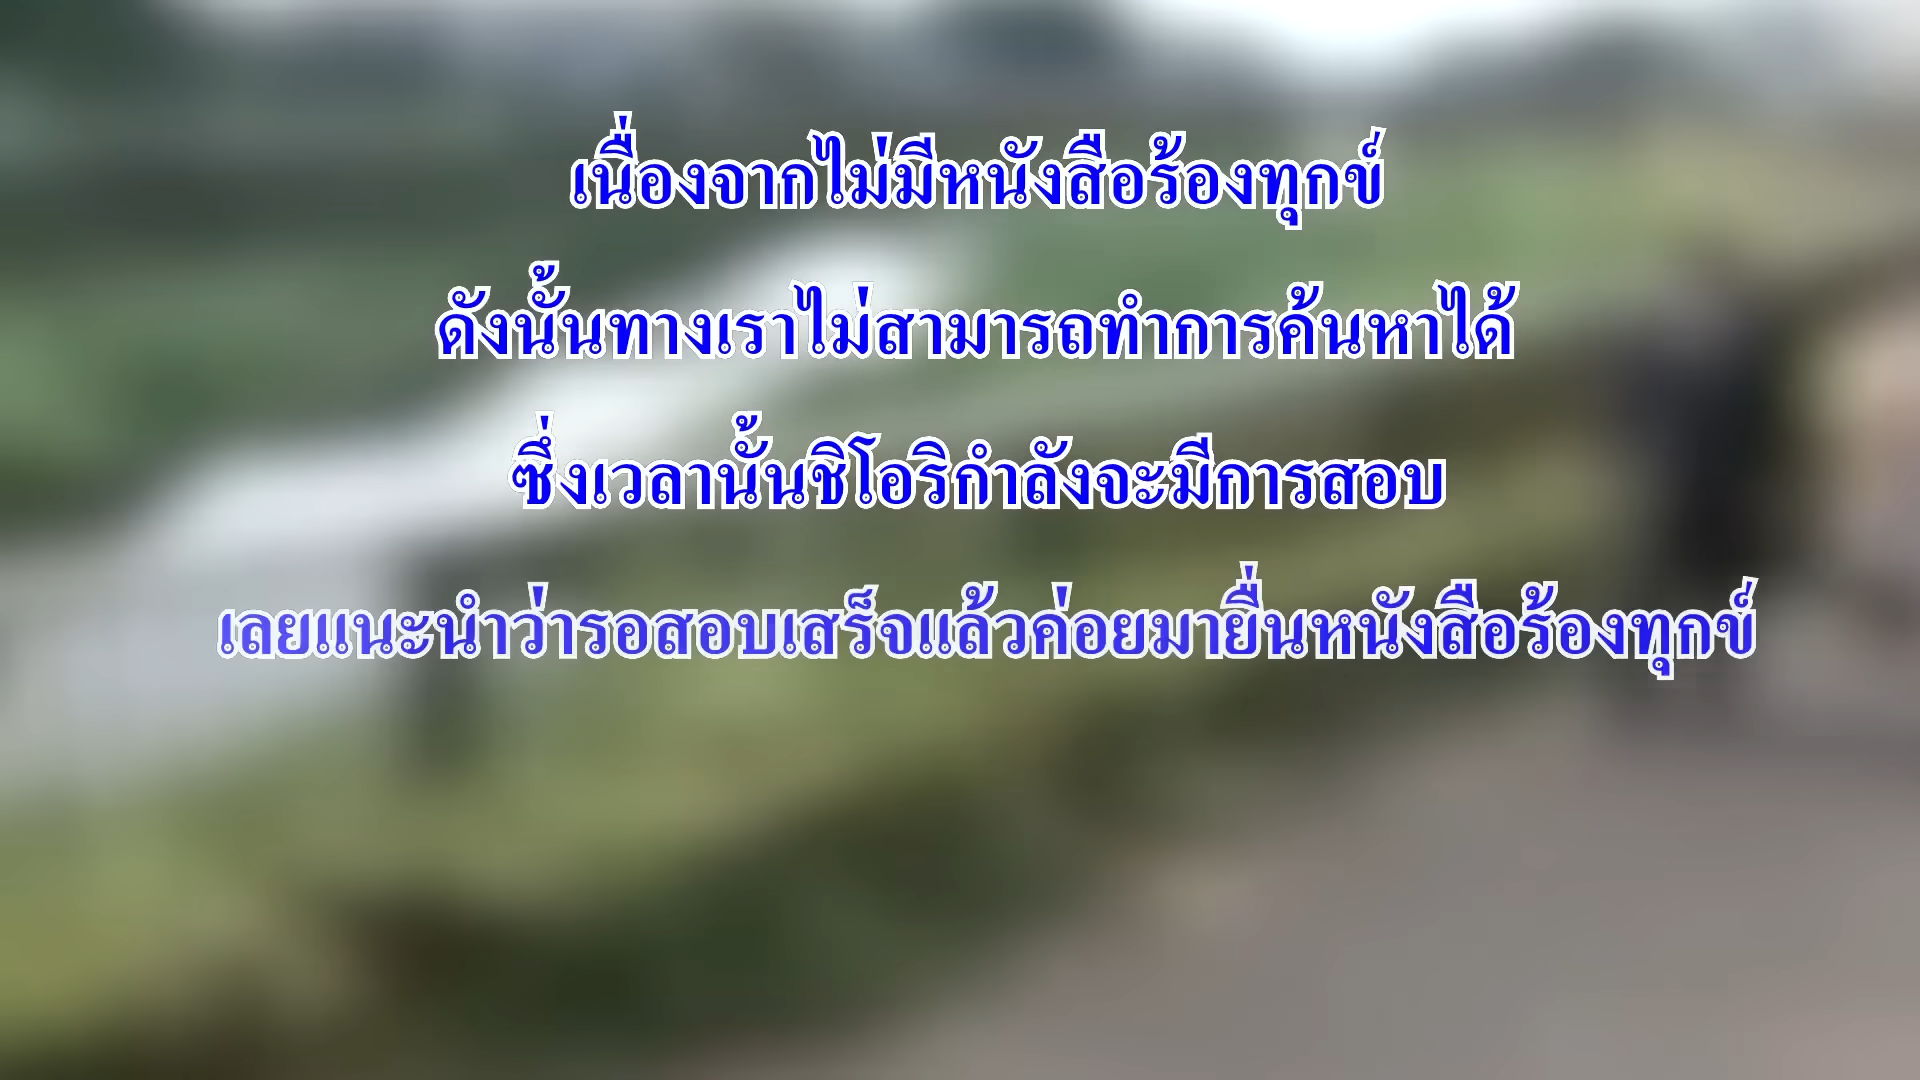 เนื่องจากไม่มีหนังสือร้องทุกข์
ดังนั้นทางเราไม่สามารถทำการค้นหาได้
ซึ่งเวลานั้นชิโอริกำลังจะมีการสอบ
เลยแนะนำว่ารอสอบเสร็จแล้วค่อยมายื่นหนังสือร้องทุกข์